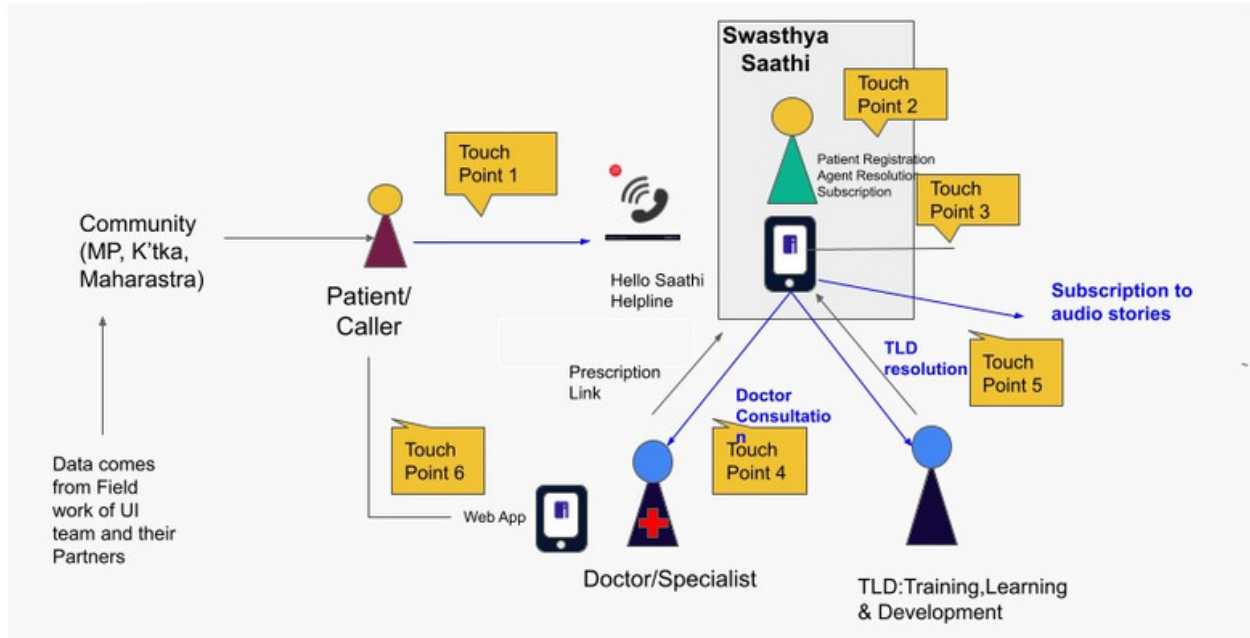 Swasthya
Saathi
Touch
Point 2
Patient Registration
Agent Resolution
Subscription
Touch
Point 1
Touch
Point 3
Community
(MP, K'tka,
Maharastra)
Patient/
Caller
Hello Saathi
Helpline
Subscription to
audio stories
TLD
resolution
Touch
Point 5
Prescription
Link
Doctor
Consultatio
n
Touch
Point 4
Touch
Point 6
Data comes
from Field
work of UI
team and their
Partners
Web App
Doctor/Specialist
TLD:Training,Learning
& Development